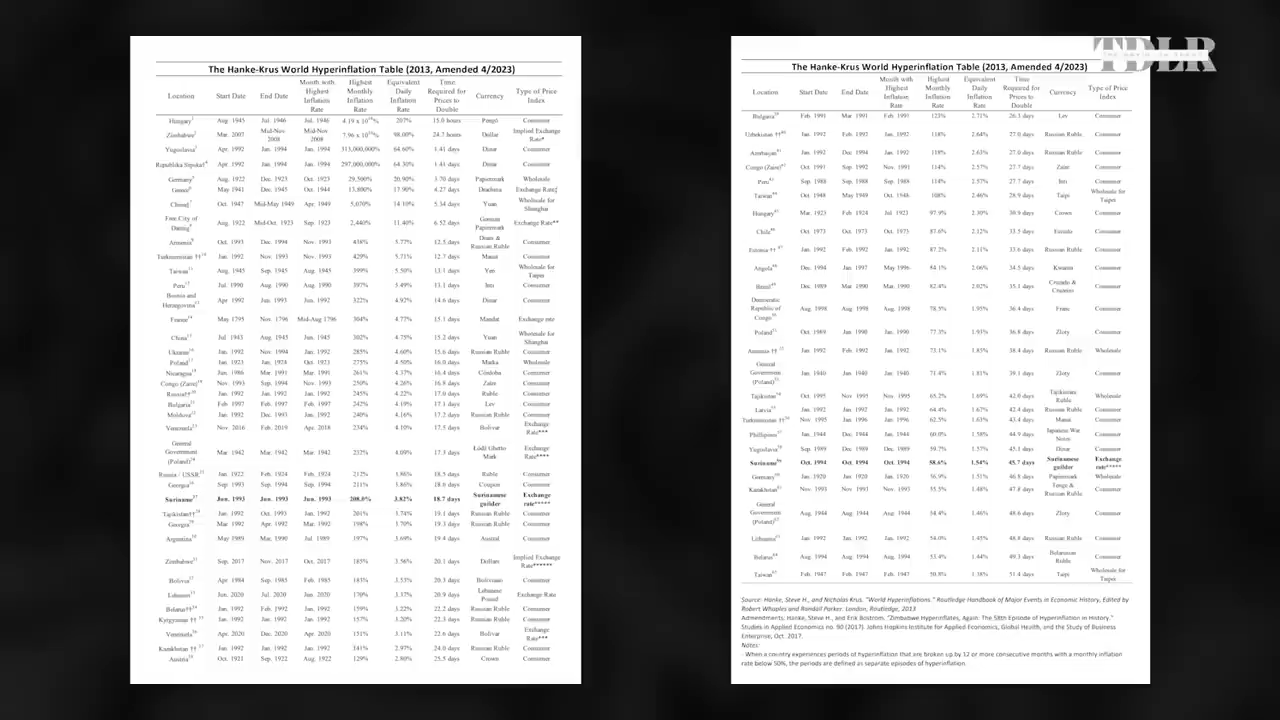 TDLR
The Hanke-Krus World Hyperinflation Table (2013, Amended 4/2023)
Location Start Date End Date Month with Highest Inflation Rate Highest Monthly Inflation Rate Equivalent Daily Inflation Rate Time Required for Prices to Double Currency Type of Price Index
Hungary Aug. 1945 Jul. 1946 Jul. 1946 207% 15.0 hours Pengő Consumer
Zimbabwe Mar. 2007 Mid-Nov. 2008 Mid-Nov. 2008 98.00% 24.7 hours Dollar Implied Exchange Rate*
Yugoslavia Apr. 1992 Jan. 1994 Jan. 1994 313,000,000% 64.60% 1.41 days Dinar Consumer
Republika Srpska† Apr. 1992 Jan. 1994 Jan. 1994 297,000,000% 64.30% 1.41 days Dinar Consumer
Germany Aug. 1922 Dec. 1923 Oct. 1923 29,500% 20.90% 3.70 days Papiermark Wholesale
Greece May 1941 Dec. 1945 Oct. 1944 13,800% 17.90% 4.27 days Drachma Exchange Rate‡
China Oct. 1947 Mid-May 1949 Apr. 1949 5,070% 14.10% 5.34 days Yuan Wholesale for Shanghai
Free City of Danzig Aug. 1922 Mid-Oct. 1923 Sep. 1923 2,440% 11.40% 6.52 days German Papiermark Exchange Rate**
Armenia Oct. 1993 Dec. 1994 Nov. 1993 438% 5.77% 12.5 days Dram & Russian Ruble Consumer
Turkmenistan †† Jan. 1992 Nov. 1993 Nov. 1993 429% 5.71% 12.7 days Manat Consumer
Taiwan Aug. 1945 Sep. 1945 Aug. 1945 399% 5.50% 13.1 days Yen Wholesale for Taipei
Peru Jul. 1990 Aug. 1990 Aug. 1990 397% 5.49% 13.1 days Inti Consumer
Bosnia and Herzegovina Apr. 1992 Jun. 1993 Jun. 1992 322% 4.92% 14.6 days Dinar Consumer
France May 1795 Nov. 1796 Mid-Aug 1796 304% 4.77% 15.1 days Mandat Exchange rate
China Jul. 1943 Aug. 1945 Jun. 1945 302% 4.75% 15.2 days Yuan Wholesale for Shanghai
Ukraine Jan. 1992 Nov. 1994 Jan. 1992 285% 4.60% 15.6 days Russian Ruble Consumer
Poland Jan. 1923 Jan. 1924 Oct. 1923 275% 4.50% 16.0 days Marka Wholesale
Nicaragua Jun. 1986 Mar. 1991 Mar. 1991 261% 4.37% 16.4 days Córdoba Consumer
Congo (Zaire) Nov. 1993 Sep. 1994 Nov. 1993 250% 4.26% 16.8 days Zaïre Consumer
Russia†† Jan. 1992 Jan. 1992 Jan. 1992 245% 4.22% 17.0 days Ruble Consumer
Bulgaria Feb. 1997 Feb. 1997 Feb. 1997 242% 4.19% 17.1 days Lev Consumer
Moldova Jan. 1992 Dec. 1993 Jan. 1992 240% 4.16% 17.2 days Russian Ruble Consumer
Venezuela Nov. 2016 Feb. 2019 234% 4.10% Bolívar Exchange Rate***
General Government (Poland) Mar. 1942 Mar. 1942 Mar. 1942 4.09% Łódź Ghetto Mark Exchange Rate****
Russia / USSR Jan. 1922 Feb. 1924 Feb. 1924 212% 18.5 days Ruble Consumer
Georgia Sep. 1993 Sep. 1994 Sep. 1994 211% Coupon Consumer
Suriname Jun. 1993 Jun. 1993 Jun. 1993 3.82% 18.7 days Surinamese guilder Exchange rate*****
Tajikistan†† Jan. 1992 Oct. 1993 Jan. 1992 201% 19.1 days Russian Ruble Consumer
Georgia Mar. 1992 Apr. 1992 Mar. 1992 198% 3.70% 19.3 days Russian Ruble Consumer
Argentina May 1989 Mar. 1990 Jul. 1989 197% 19.4 days Austral Consumer
Zimbabwe Sep. 2017 Nov. 2017 Oct. 2017 185% 20.1 days Dollars Implied Exchange Rate******
Bolivia Apr. 1984 Sep. 1985 Feb. 1985 20.3 days Boliviano Consumer
Lebanon Jun. 2020 Jul. 2020 Jun. 2020 170% Lebanese Pound Exchange Rate
Belarus†† Jan. 1992 Feb. 1992 Jan. 1992 159% 3.22% 22.2 days Russian Ruble Consumer
Kyrgyzstan †† Jan. 1992 Jan. 1992 Jan. 1992 157% 3.20% 22.3 days Russian Ruble Consumer
Venezuela Apr. 2020 Dec. 2020 Apr. 2020 151% 3.11% 22.6 days Bolivar Exchange Rate***
Kazakhstan †† Jan. 1992 Jan. 1992 Jan. 1992 141% 2.97% 24.0 days Russian Ruble Consumer
Austria Oct. 1921 Sep. 1922 Aug. 1922 129% 2.80% 25.5 days Crown Consumer
The Hanke-Krus World Hyperinflation Table (2013, Amended 4/2023)
Location Start Date End Date Month with Highest Inflation Rate Highest Monthly Inflation Rate Equivalent Daily Inflation Rate Time Required for Prices to Double Currency Type of Price Index
Bulgaria Feb. 1991 Mar. 1991 Feb. 1991 123% 2.71% 26.3 days Lev Consumer
Uzbekistan †† Jan. 1992 Feb. 1992 Jan. 1992 118% 2.64% 27.0 days Russian Ruble Consumer
Azerbaijan Jan. 1992 Dec. 1994 Jan. 1992 118% 2.63% 27.0 days Russian Ruble Consumer
Congo (Zaire) Oct. 1991 Sep. 1992 Nov. 1991 114% 2.57% 27.7 days Zaïre Consumer
Peru Sep. 1988 Sep. 1988 Sep. 1988 114% 2.57% 27.7 days Inti Consumer
Taiwan Oct. 1948 May 1949 Oct. 1948 108% 2.46% 28.9 days Taipi Wholesale for Taipei
Hungary Mar. 1923 Feb. 1924 Jul. 1923 97.9% 2.30% 30.9 days Crown Consumer
Chile Oct. 1973 Oct. 1973 Oct. 1973 87.6% 2.12% 33.5 days Escudo Consumer
Estonia †† Jan. 1992 Feb. 1992 Jan. 1992 87.2% 2.11% 33.6 days Russian Ruble Consumer
Angola Dec. 1994 Jan. 1997 May 1996 84.1% 2.06% 34.5 days Kwanza Consumer
Brazil Dec. 1989 Mar. 1990 Mar. 1990 82.4% 2.02% 35.1 days Cruzado & Cruzeiro Consumer
Democratic Republic of Congo Aug. 1998 Aug. 1998 Aug. 1998 78.5% 1.95% 36.4 days Franc Consumer
Poland Oct. 1989 Jan. 1990 Jan. 1990 77.3% 1.93% 36.8 days Zloty Consumer
Armenia †† Jan. 1992 Feb. 1992 Jan. 1992 73.1% 1.85% 38.4 days Russian Ruble Wholesale
General Government (Poland) Jan. 1940 Jan. 1940 Jan. 1940 71.4% 1.81% 39.1 days Zloty Consumer
Tajikistan Oct. 1995 Nov. 1995 Nov. 1995 65.2% 1.69% 42.0 days Tajikistani Ruble Wholesale
Latvia Jan. 1992 Jan. 1992 Jan. 1992 64.4% 1.67% 42.4 days Russian Ruble Consumer
Turkmenistan †† Nov. 1995 Jan. 1996 Jan. 1996 62.5% 1.63% 43.4 days Manat Consumer
Phillipines Jan. 1944 Dec. 1944 Jan. 1944 60.0% 1.58% 44.9 days Japanese War Notes Consumer
Yugoslavia Sep. 1989 Dec. 1989 Dec. 1989 59.7% 1.57% 45.1 days Dinar Consumer
Suriname Oct. 1994 Oct. 1994 Oct. 1994 58.6% 1.54% 45.7 days Surinamese guilder Exchange rate*****
Germany Jan. 1920 Jan. 1920 Jan. 1920 56.9% 1.51% 46.8 days Papiermark Wholesale
Kazakhstan Nov. 1993 Nov. 1993 Nov. 1993 55.5% 1.48% 47.8 days Tenge & Russian Ruble Consumer
General Government (Poland) Aug. 1944 Aug. 1944 Aug. 1944 54.4% 1.46% 48.6 days Zloty Consumer
Lithuania Jan. 1992 Jan. 1992 Jan. 1992 54.0% 1.45% 48.8 days Russian Ruble Consumer
Belarus Aug. 1994 Aug. 1994 Aug. 1994 53.4% 1.44% 49.3 days Belarusian Ruble Consumer
Taiwan Feb. 1947 Feb. 1947 Feb. 1947 50.8% 1.38% 51.4 days Taipi Wholesale for Taipei
Source: Hanke, Steve H., and Nicholas Krus. "World Hyperinflations." Routledge Handbook of Major Events in Economic History, Edited by
Robert Whaples and Randall Parker. London, Routledge, 2013
Admendments: Hanke, Steve H., and Erik Bostrom. "Zimbabwe Hyperinflates, Again: The 58th Episode of Hyperinflation in History."
Studies in Applied Economics no. 90 (2017). Johns Hopkins Institute for Applied Economics, Global Health, and the Study of Business
Enterprise, Oct. 2017.
Notes:
- When a country experiences periods of hyperinflation that are broken up by 12 or more consecutive months with a monthly inflation
rate below 50%, the periods are defined as separate episodes of hyperinflation.